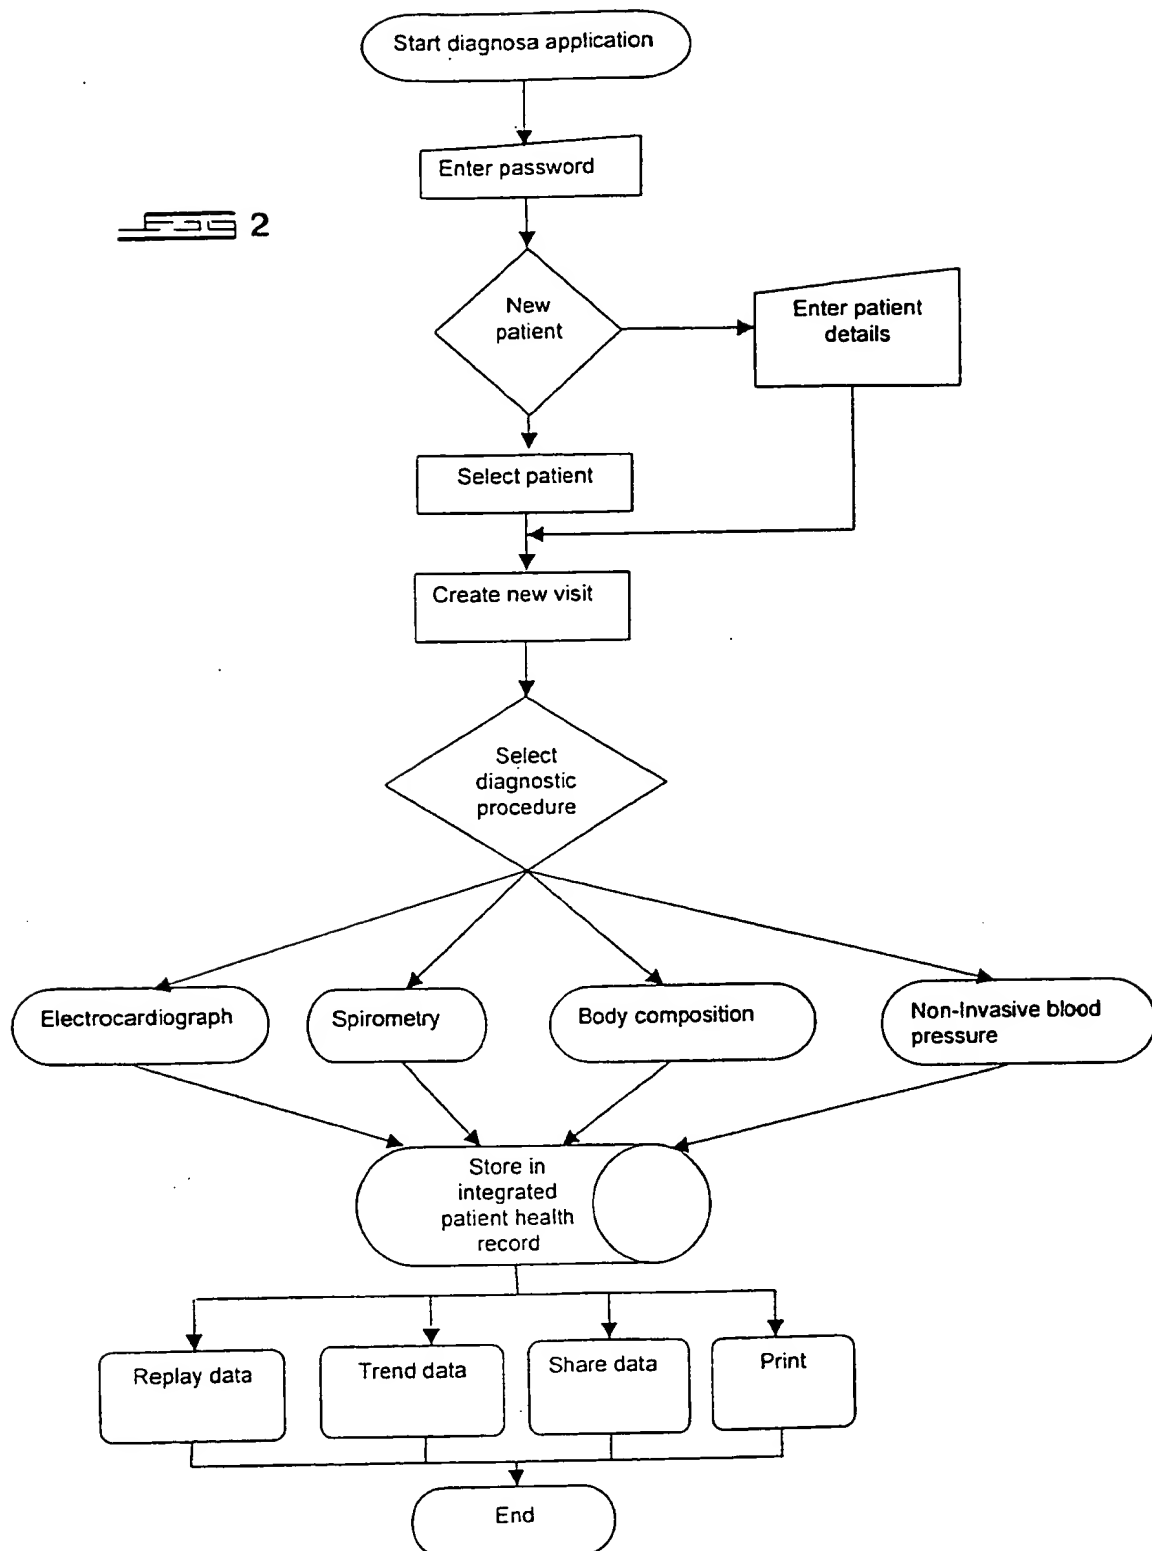 Start diagnosa application
Enter password
FIG 2
New
patient
Enter patient
details
Select patient
Create new visit
Select
diagnostic
procedure
Electrocardiograph
Spirometry
Body composition
Non-Invasive blood
pressure
Store in
integrated
patient health
record
Replay data
Trend data
Share data
Print
End